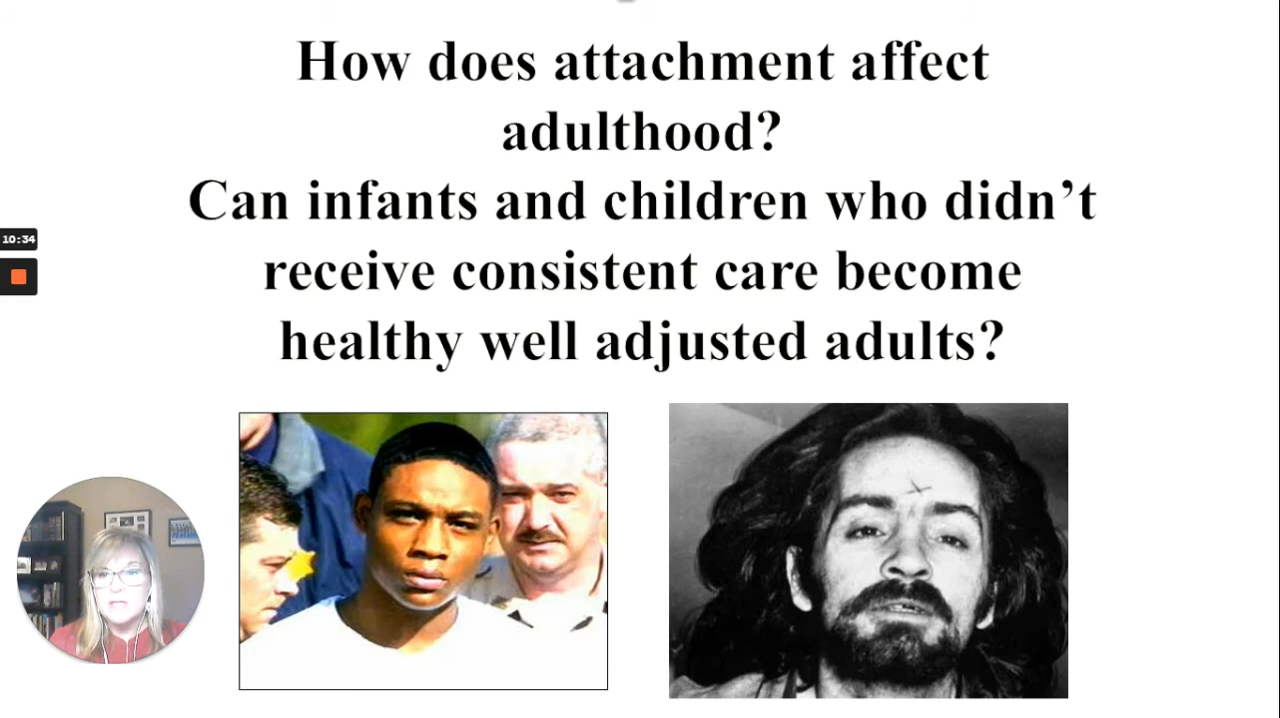 How does attachment affect
adulthood?
Can infants and children who didn’t
receive consistent care become
healthy well adjusted adults?
10:34